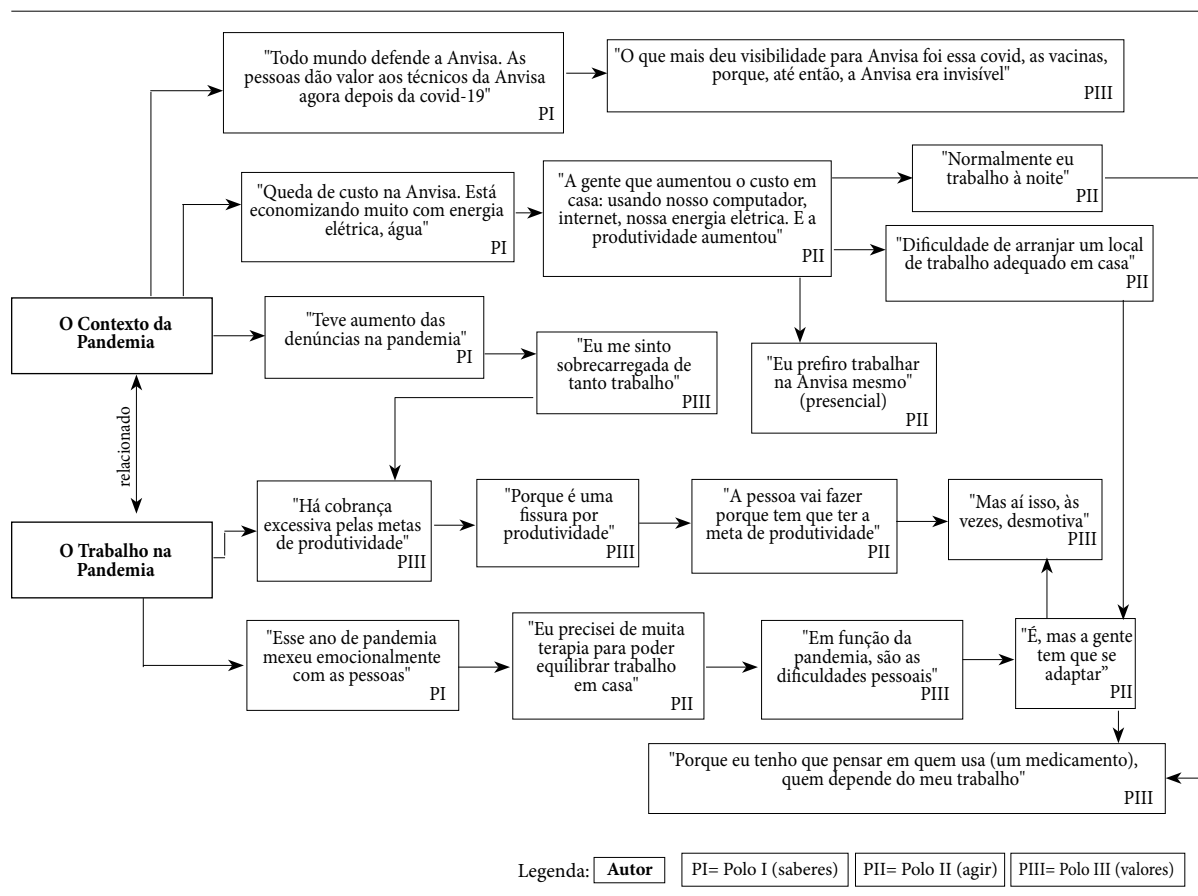 "Todo mundo defende a Anvisa. As
pessoas dão valor aos técnicos da Anvisa
agora depois da covid-19"
PI
"O que mais deu visibilidade para Anvisa foi essa covid, as vacinas,
porque, até então, a Anvisa era invisível"
PIII
"Queda de custo na Anvisa. Está
economizando muito com energia
elétrica, água"
PI
"A gente que aumentou o custo em
casa: usando nosso computador,
internet, nossa energia eletrica. E a
produtividade aumentou"
PII
"Normalmente eu
trabalho à noite"
PII
"Dificuldade de arranjar um local
de trabalho adequado em casa"
PII
O Contexto da
Pandemia
"Teve aumento das
denúncias na pandemia"
PI
"Eu me sinto
sobrecarregada de
tanto trabalho"
PIII
"Eu prefiro trabalhar
na Anvisa mesmo"
(presencial)
PII
relacionado
O Trabalho na
Pandemia
"Há cobrança
excessiva pelas metas
de produtividade"
PIII
"Porque é uma
fissura por
produtividade"
PIII
"A pessoa vai fazer
porque tem que ter a
meta de produtividade"
PII
"Mas aí isso, às
vezes, desmotiva"
PIII
"Esse ano de pandemia
mexeu emocionalmente
com as pessoas"
PI
"Eu precisei de muita
terapia para poder
equilibrar trabalho
em casa"
PII
"Em função da
pandemia, são as
dificuldades pessoais"
PIII
"É, mas a gente
tem que se
adaptar”
PII
"Porque eu tenho que pensar em quem usa (um medicamento),
quem depende do meu trabalho"
PIII
Legenda: Autor PI= Polo I (saberes) PII= Polo II (agir) PIII= Polo III (valores)